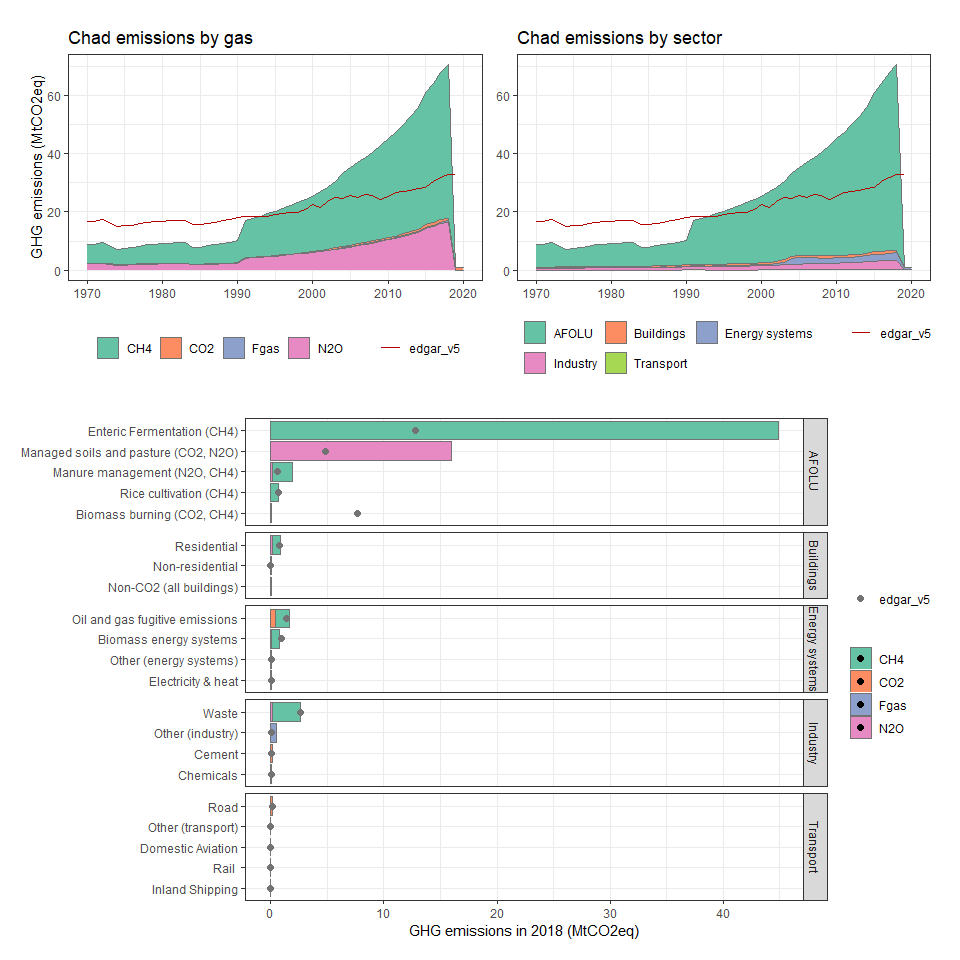 Chad emissions by gas
GHG emissions (MtCO2eq)
60
40
20
0
1970
1980
1990
2000
2010
2020
CH4
CO2
Fgas
N2O
edgar_v5
Chad emissions by sector
60
40
20
0
1970
1980
1990
2000
2010
2020
AFOLU
Buildings
Energy systems
edgar_v5
Industry
Transport
Enteric Fermentation (CH4)
Managed soils and pasture (CO2, N2O)
Manure management (N2O, CH4)
Rice cultivation (CH4)
Biomass burning (CO2, CH4)
AFOLU
Residential
Non-residential
Non-CO2 (all buildings)
Buildings
Oil and gas fugitive emissions
Biomass energy systems
Other (energy systems)
Electricity & heat
Energy systems
Waste
Other (industry)
Cement
Chemicals
Industry
Road
Other (transport)
Domestic Aviation
Rail
Inland Shipping
Transport
0
10
20
30
40
GHG emissions in 2018 (MtCO2eq)
edgar_v5
CH4
CO2
Fgas
N2O